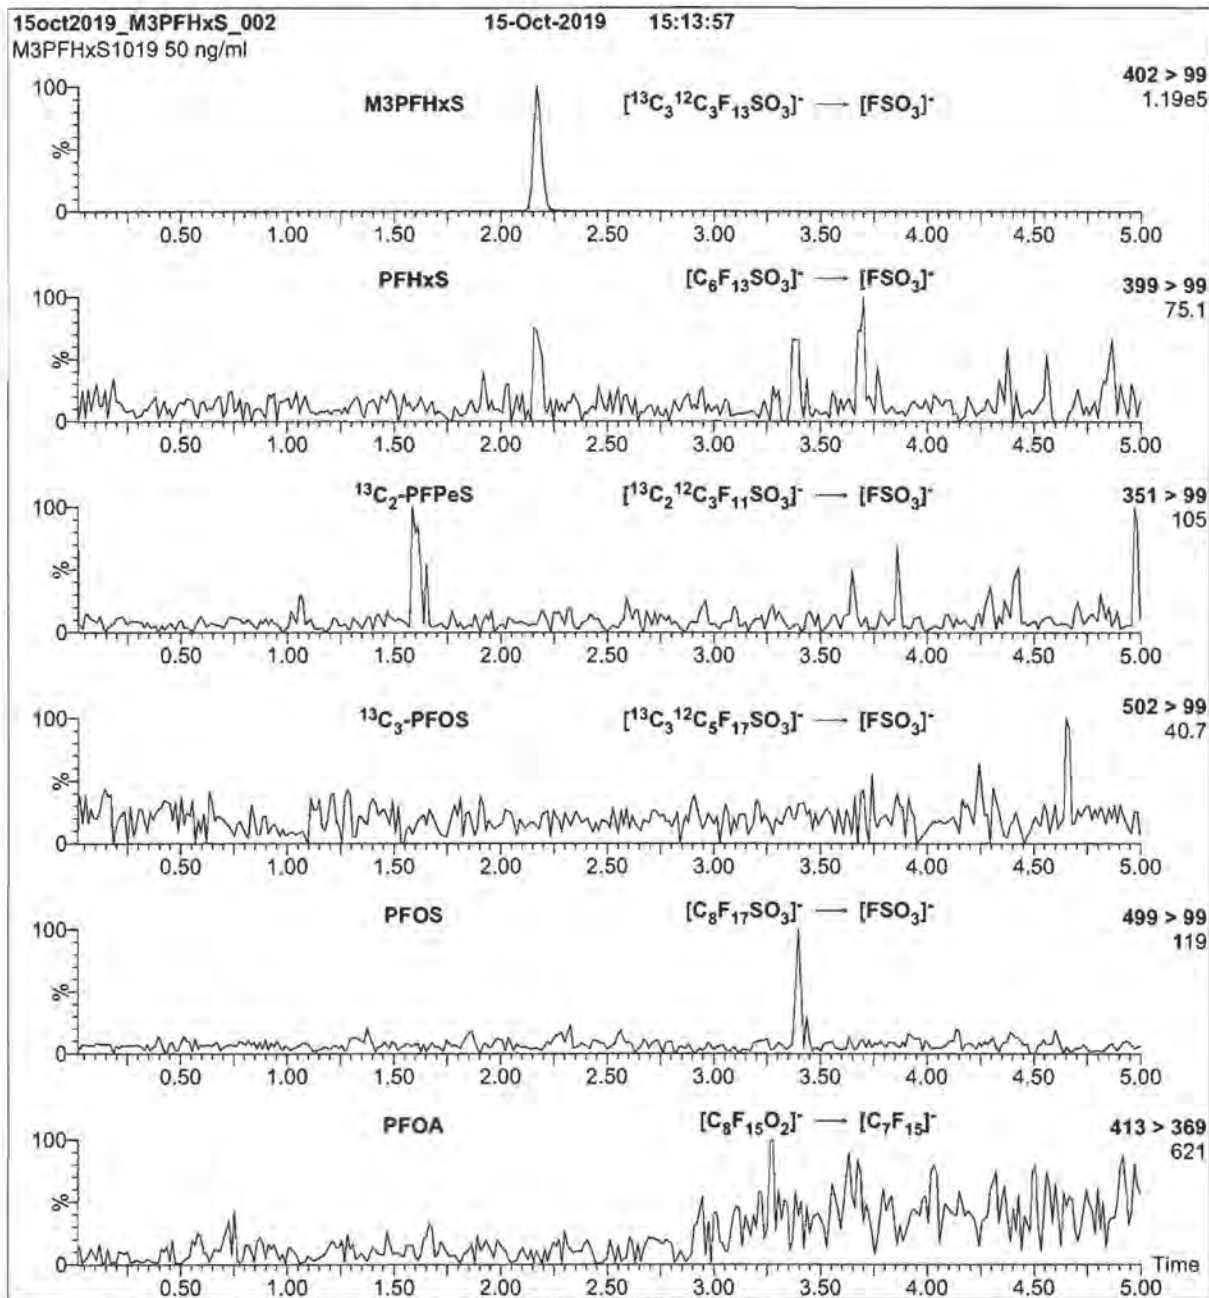 15oct2019_M3PFHxS_002 15-Oct-2019 15:13:57
M3PFHxS1019 50 ng/ml
402 > 99
M3PFHxS [¹³C₃¹²C₃F₁₃SO₃]⁻ → [FSO₃]⁻ 1.19e5
100
%
0
0.50 1.00 1.50 2.00 2.50 3.00 3.50 4.00 4.50 5.00
PFHxS [C₆F₁₃SO₃]⁻ → [FSO₃]⁻ 399 > 99
75.1
100
%
0
0.50 1.00 1.50 2.00 2.50 3.00 3.50 4.00 4.50 5.00
¹³C₂-PFPeS [¹³C₂¹²C₃F₁₁SO₃]⁻ → [FSO₃]⁻ 351 > 99
105
100
%
0
0.50 1.00 1.50 2.00 2.50 3.00 3.50 4.00 4.50 5.00
¹³C₃-PFOS [¹³C₃¹²C₅F₁₇SO₃]⁻ → [FSO₃]⁻ 502 > 99
40.7
100
%
0
0.50 1.00 1.50 2.00 2.50 3.00 3.50 4.00 4.50 5.00
PFOS [C₈F₁₇SO₃]⁻ → [FSO₃]⁻ 499 > 99
119
100
%
0
0.50 1.00 1.50 2.00 2.50 3.00 3.50 4.00 4.50 5.00
PFOA [C₈F₁₅O₂]⁻ → [C₇F₁₅]⁻ 413 > 369
621
100
%
0
Time
0.50 1.00 1.50 2.00 2.50 3.00 3.50 4.00 4.50 5.00